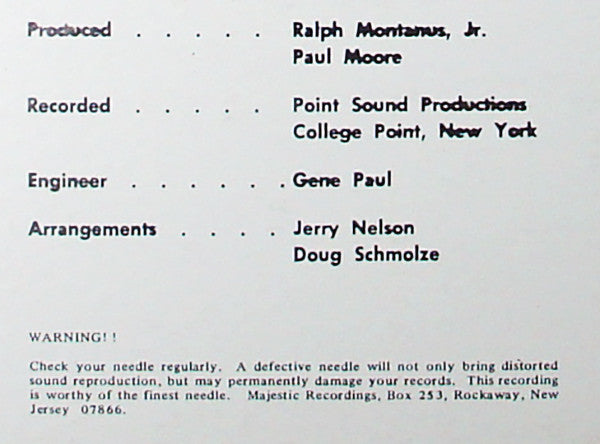 Produced . . . . . Ralph Montanus, Jr.
Paul Moore
Recorded . . . . . Point Sound Productions
College Point, New York
Engineer . . . . . . Gene Paul
Arrangements . . . . Jerry Nelson
Doug Schmolze
WARNING! !
Check your needle regularly. A defective needle will not only bring distorted
sound reproduction, but may permanently damage your records. This recording
is worthy of the finest needle. Majestic Recordings, Box 253, Rockaway, New
Jersey 07866.